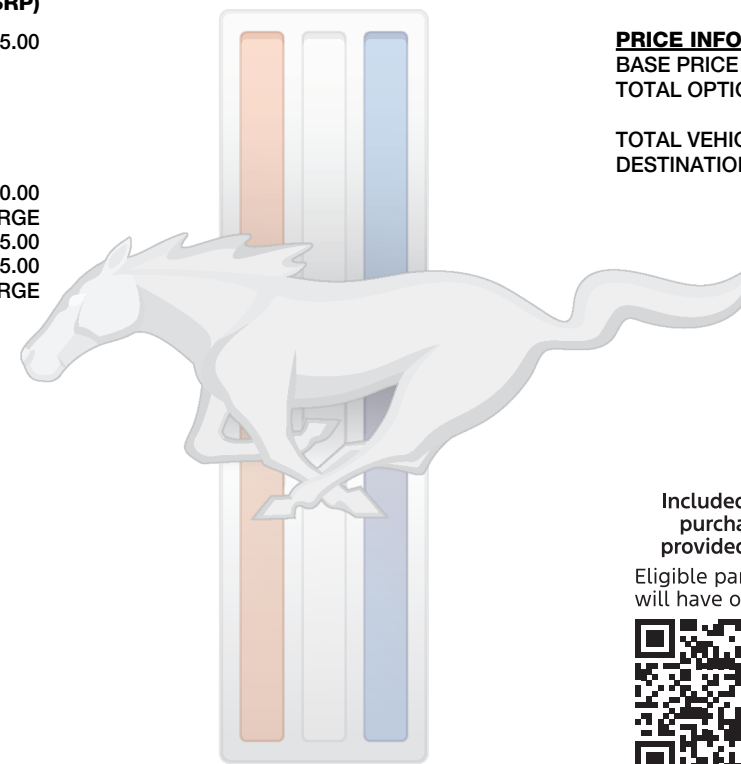 SRP)
5.00
0.00
RGE
5.00
5.00
RGE
PRICE INFO
BASE PRICE
TOTAL OPTIO
TOTAL VEHIC
DESTINATION
Included
purcha
provided
Eligible par
will have o